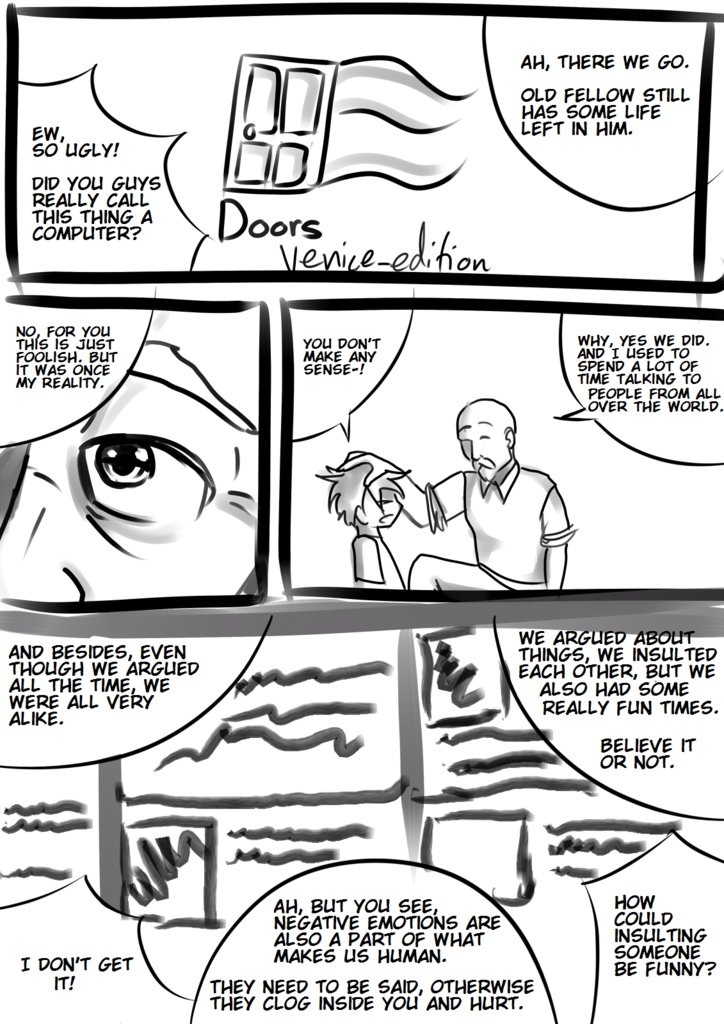 AH, THERE WE GO.
OLD FELLOW STILL
HAS SOME LIFE
LEFT IN HIM.
EW,
SO UGLY!
DID YOU GUYS
REALLY CALL
THIS THING A
COMPUTER?
Doors
Venice-edition
WHY, YES WE DID.
AND I USED TO
SPEND A LOT OF
TIME TALKING TO
PEOPLE FROM ALL
OVER THE WORLD.
YOU DON'T
MAKE ANY
SENSE-!
NO, FOR YOU
THIS IS JUST
FOOLISH. BUT
IT WAS ONCE
MY REALITY.
WE ARGUED ABOUT
THINGS, WE INSULTED
EACH OTHER, BUT WE
ALSO HAD SOME
REALLY FUN TIMES.
BELIEVE IT
OR NOT.
AND BESIDES, EVEN
THOUGH WE ARGUED
ALL THE TIME, WE
WERE ALL VERY
ALIKE.
HOW
COULD
INSULTING
SOMEONE
BE FUNNY?
AH, BUT YOU SEE,
NEGATIVE EMOTIONS ARE
ALSO A PART OF WHAT
MAKES US HUMAN.
THEY NEED TO BE SAID, OTHERWISE
THEY CLOG INSIDE YOU AND HURT.
I DON'T GET
IT!